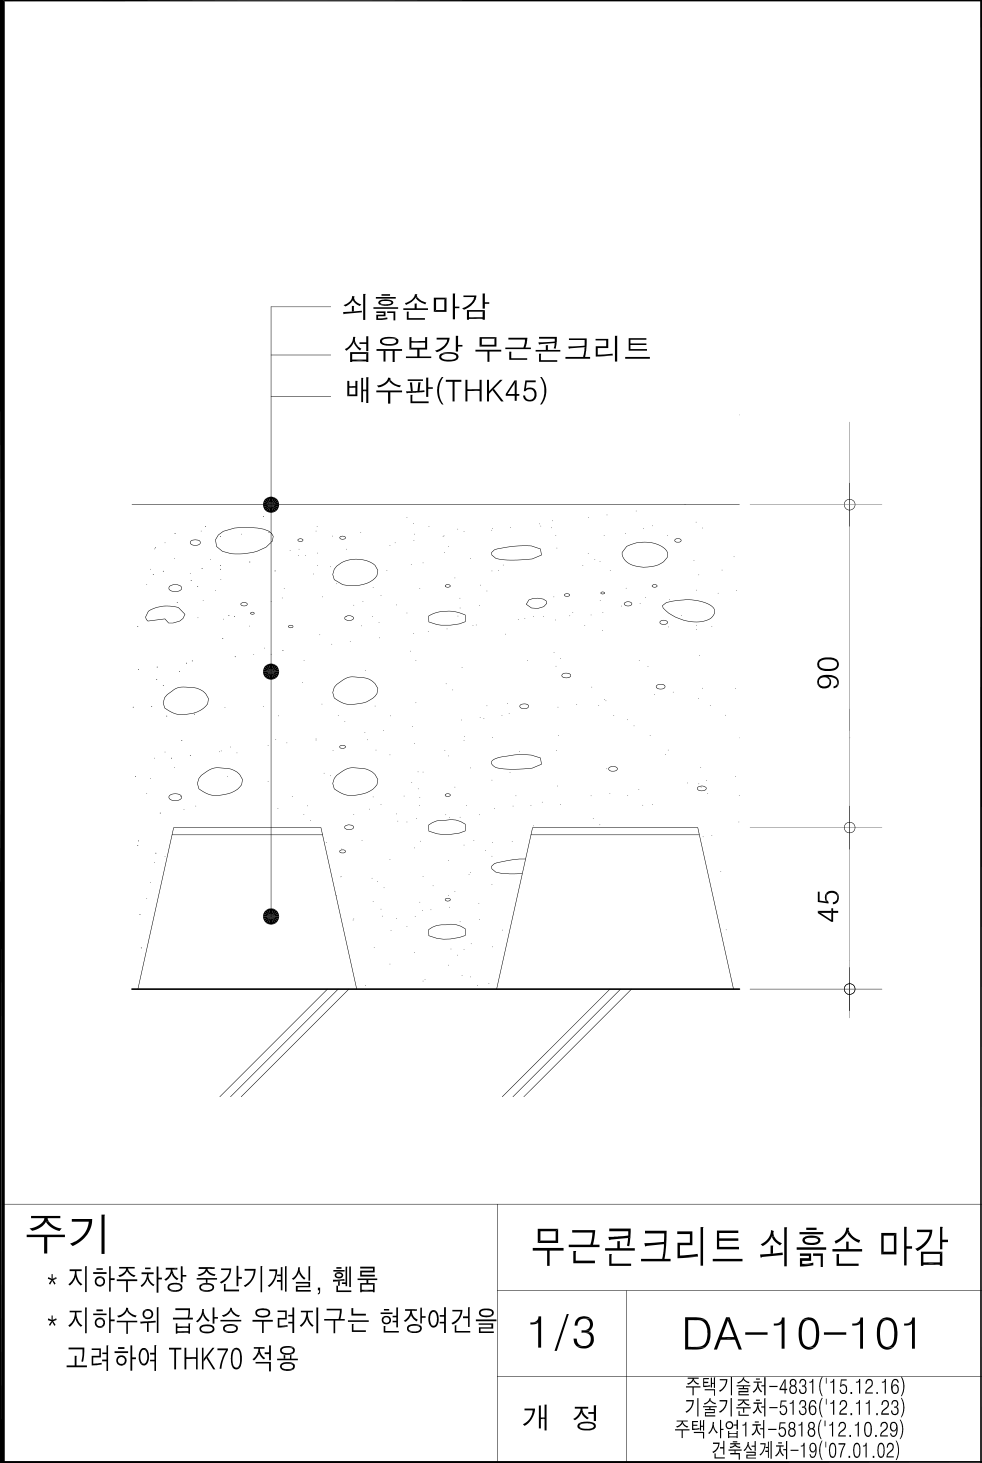 쇠흙손마감
섬유보강 무근콘크리트
배수판(THK45)
90
45
주기
* 지하주차장 중간기계실, 휀룸
* 지하수위 급상승 우려지구는 현장여건을
고려하여 THK70 적용
무근콘크리트 쇠흙손 마감
1/3
DA-10-101
개 정
주택기술처-4831('15.12.16)
기술기준처-5136('12.11.23)
주택사업1처-5818('12.10.29)
건축설계처-19('07.01.02)